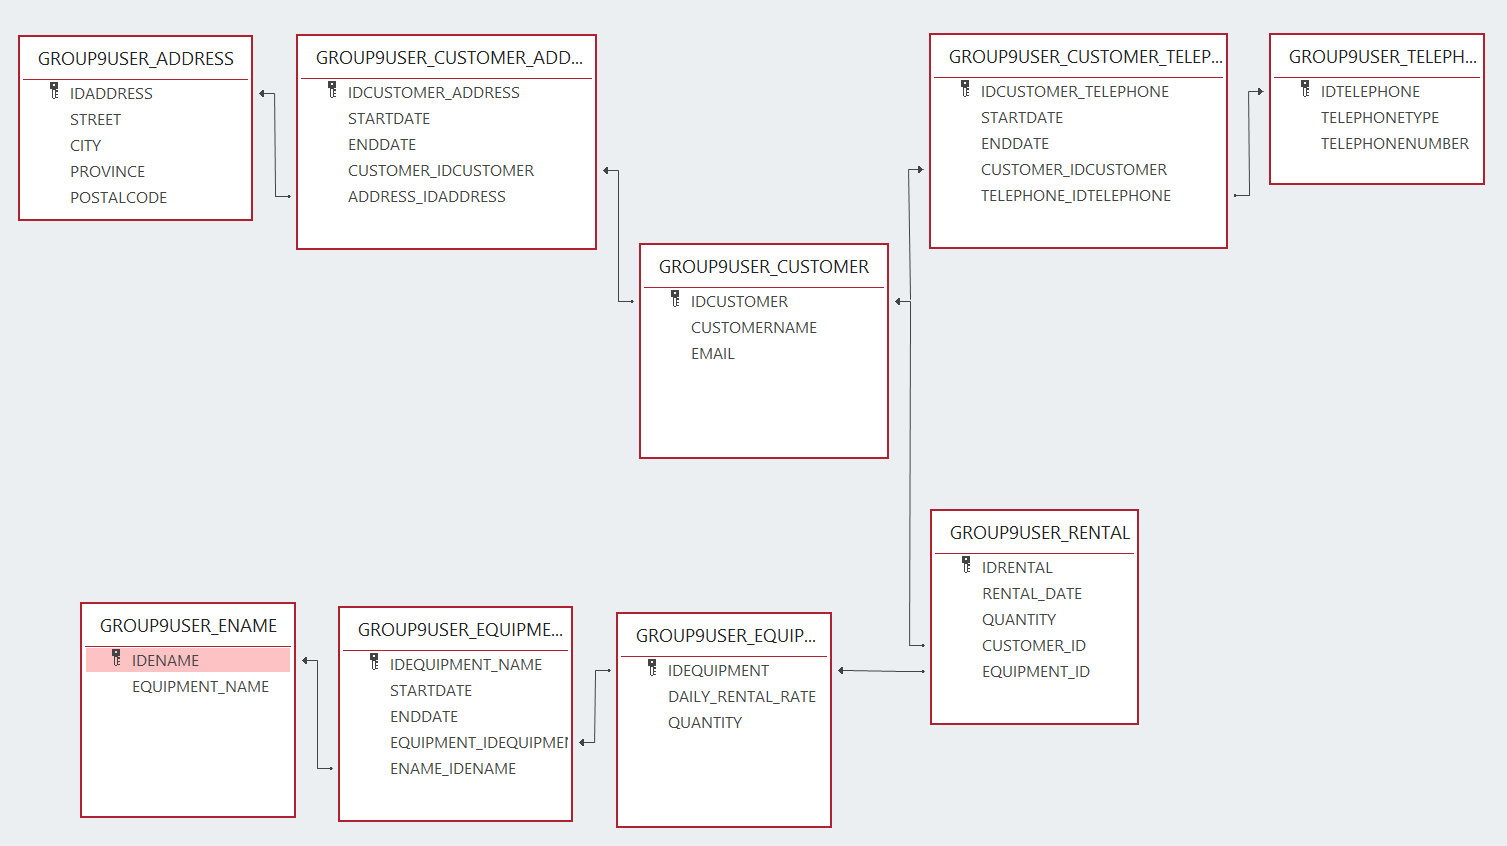 GROUP9USER_ADDRESS
IDADDRESS
STREET
CITY
PROVINCE
POSTALCODE
GROUP9USER_CUSTOMER_ADD...
IDCUSTOMER_ADDRESS
STARTDATE
ENDDATE
CUSTOMER_IDCUSTOMER
ADDRESS_IDADDRESS
GROUP9USER_CUSTOMER
IDCUSTOMER
CUSTOMERNAME
EMAIL
GROUP9USER_CUSTOMER_TELEP...
IDCUSTOMER_TELEPHONE
STARTDATE
ENDDATE
CUSTOMER_IDCUSTOMER
TELEPHONE_IDTELEPHONE
GROUP9USER_TELEPH...
IDTELEPHONE
TELEPHONETYPE
TELEPHONENUMBER
GROUP9USER_ENAME
IDENAME
EQUIPMENT_NAME
GROUP9USER_EQUIPME...
IDEQUIPMENT_NAME
STARTDATE
ENDDATE
EQUIPMENT_IDEQUIPMEN
ENAME_IDENAME
GROUP9USER_EQUIP...
IDEQUIPMENT
DAILY_RENTAL_RATE
QUANTITY
GROUP9USER_RENTAL
IDRENTAL
RENTAL_DATE
QUANTITY
CUSTOMER_ID
EQUIPMENT_ID